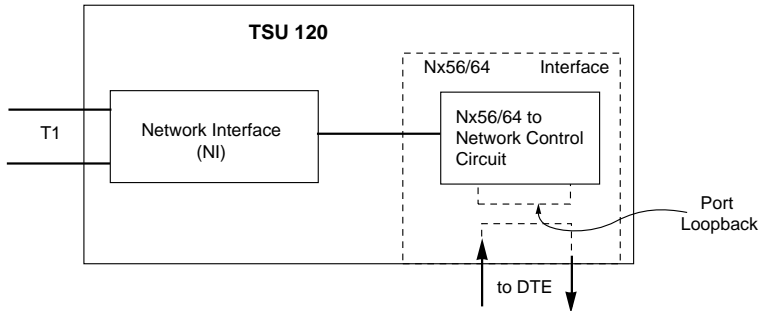 TSU 120
Nx56/64 Interface
T1
Network Interface
(NI)
Nx56/64 to
Network Control
Circuit
Port
Loopback
to DTE